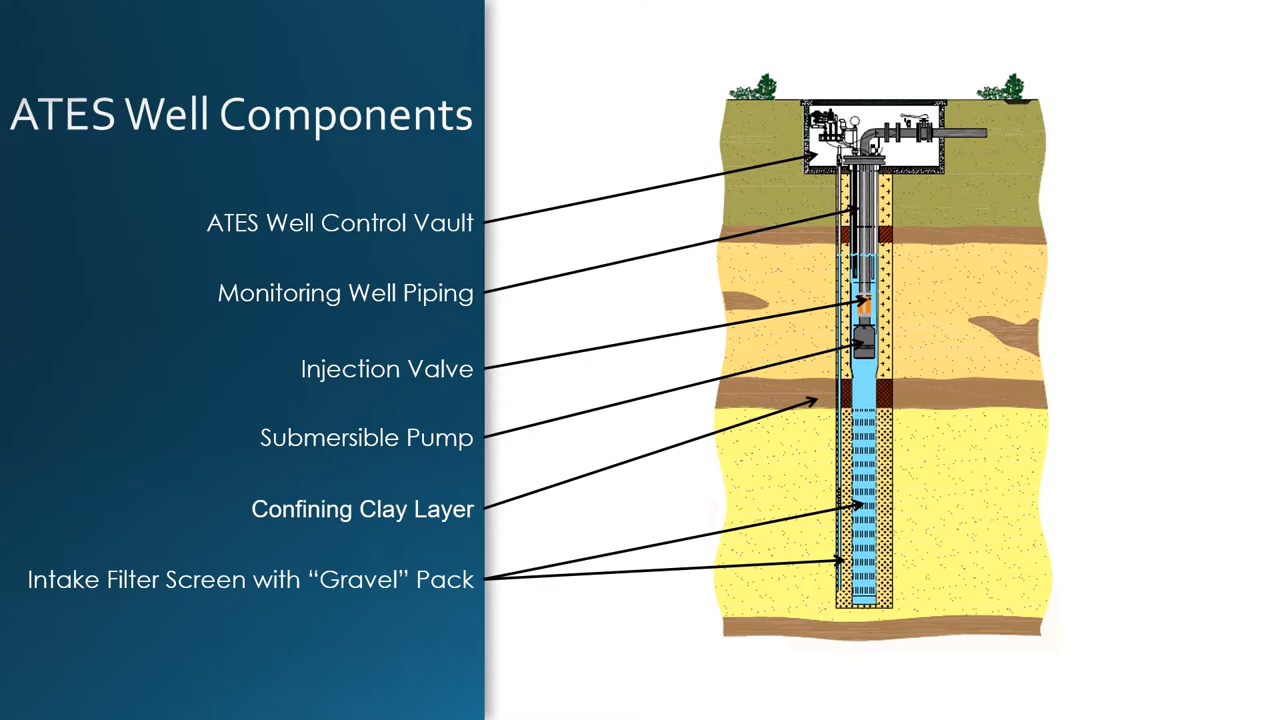 ATES Well Components
ATES Well Control Vault
Monitoring Well Piping
Injection Valve
Submersible Pump
Confining Clay Layer
Intake Filter Screen with “Gravel” Pack